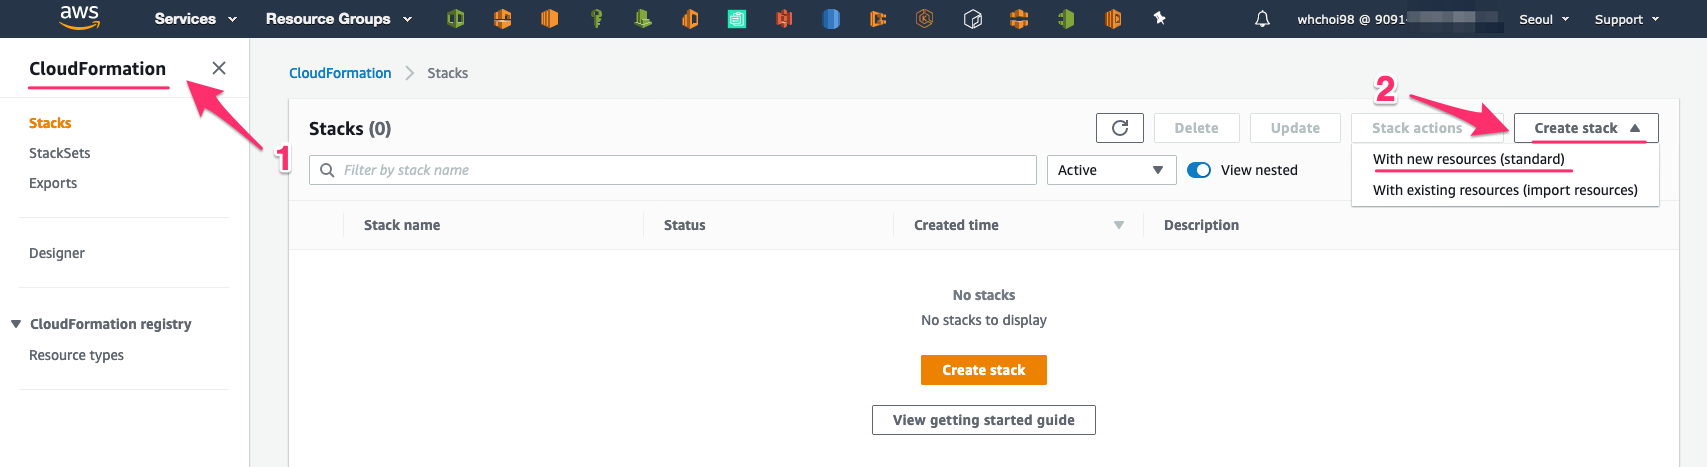 aws Services Resource Groups whchoi98 @ 9091- Seoul Support
CloudFormation
CloudFormation Stacks
1
2
Stacks
StackSets
Exports
Designer
CloudFormation registry
Resource types
Stacks (0)
Delete Update Stack actions Create stack
With new resources (standard)
With existing resources (import resources)
Filter by stack name Active View nested
Stack name Status Created time Description
No stacks
No stacks to display
Create stack
View getting started guide